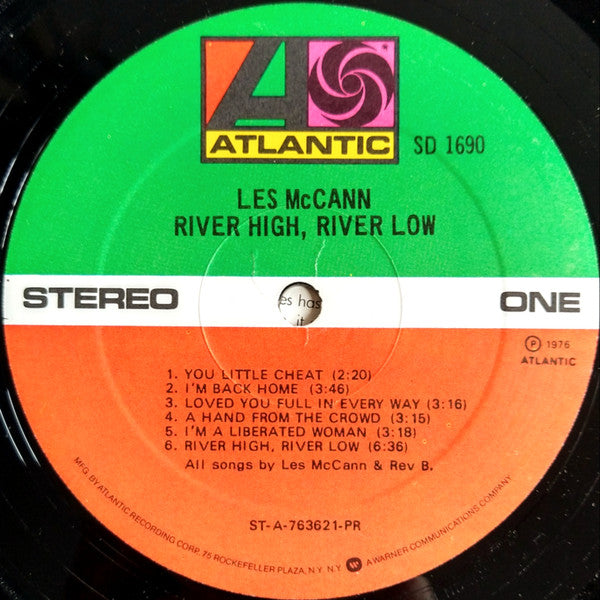 ATLANTIC
SD 1690
LES McCANN
RIVER HIGH, RIVER LOW
STEREO
es has
it
ONE
Ⓟ 1976
ATLANTIC
1. YOU LITTLE CHEAT (2:20)
2. I'M BACK HOME (3:46)
3. LOVED YOU FULL IN EVERY WAY (3:16)
4. A HAND FROM THE CROWD (3:15)
5. I'M A LIBERATED WOMAN (3:18)
6. RIVER HIGH, RIVER LOW (6:36)
All songs by Les McCann & Rev B.
ST-A-763621-PR
MFG. BY ATLANTIC RECORDING CORP. 75 ROCKEFELLER PLAZA, N.Y. N.Y. A WARNER COMMUNICATIONS COMPANY